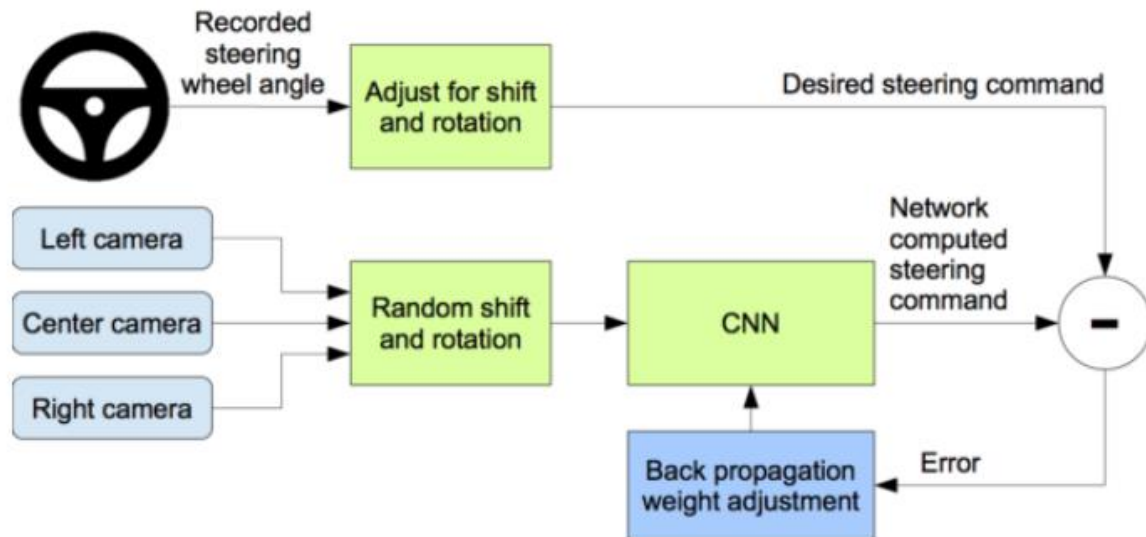 Recorded
steering
wheel angle
Adjust for shift
and rotation
Desired steering command
Left camera
Center camera
Right camera
Random shift
and rotation
CNN
Network
computed
steering
command
-
Back propagation
weight adjustment
Error